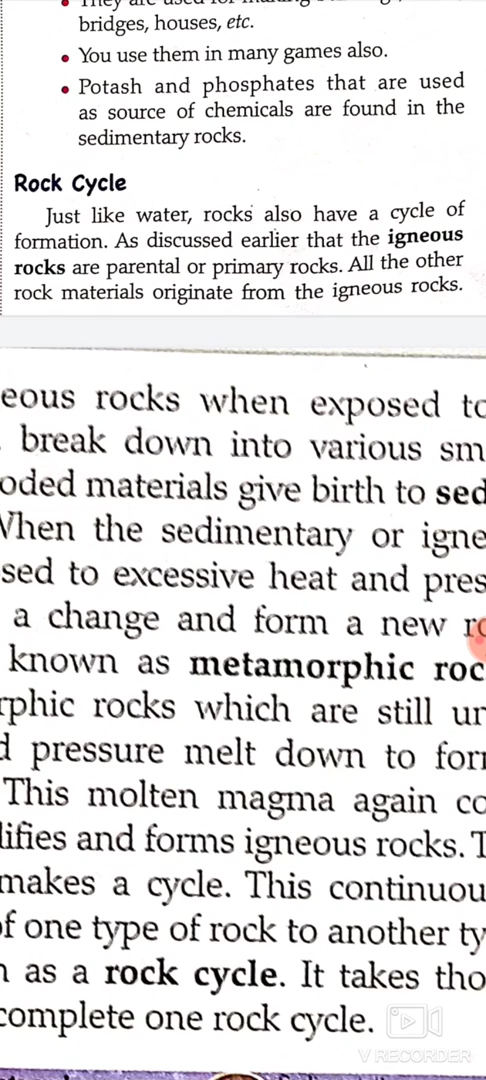 bridges, houses, etc.
• You use them in many games also.
• Potash and phosphates that are used
as source of chemicals are found in the
sedimentary rocks.
Rock Cycle
Just like water, rocks also have a cycle of
formation. As discussed earlier that the igneous
rocks are parental or primary rocks. All the other
rock materials originate from the igneous rocks.
eous rocks when exposed to
break down into various sm
oded materials give birth to sed
When the sedimentary or igne
sed to excessive heat and pres
a change and form a new ro
known as metamorphic roc
rphic rocks which are still un
d pressure melt down to for
This molten magma again co
lifies and forms igneous rocks. T
makes a cycle. This continuou
of one type of rock to another ty
n as a rock cycle. It takes tho
complete one rock cycle.
V RECORDER